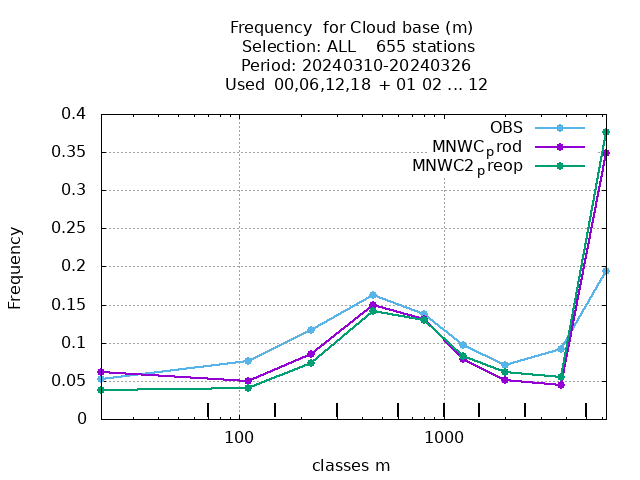 Frequency  for Cloud base (m)
Selection: ALL    655 stations
Period: 20240310-20240326
Used  00,06,12,18 + 01 02 ... 12
0.4
0.35
0.3
0.25
0.2
0.15
0.1
0.05
0
Frequency
OBS
MNWCprod
MNWC2preop
100
1000
classes m